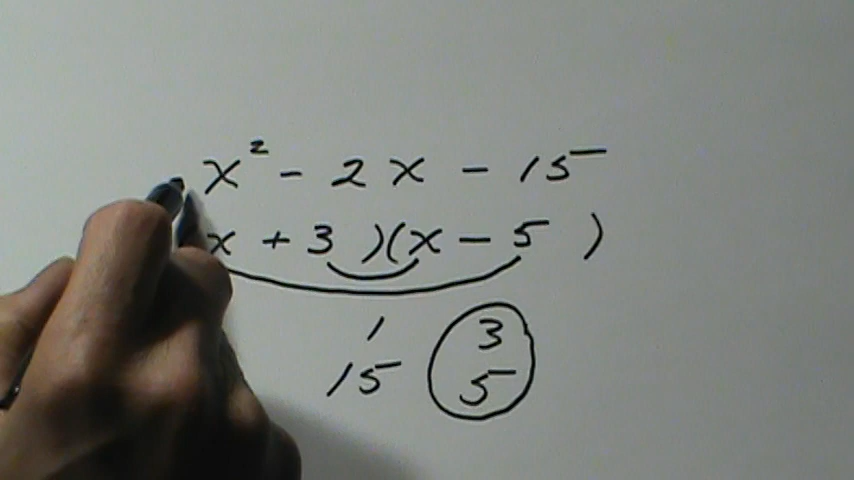 x² - 2x - 15
x + 3 )(x - 5 )
1 3
15 5